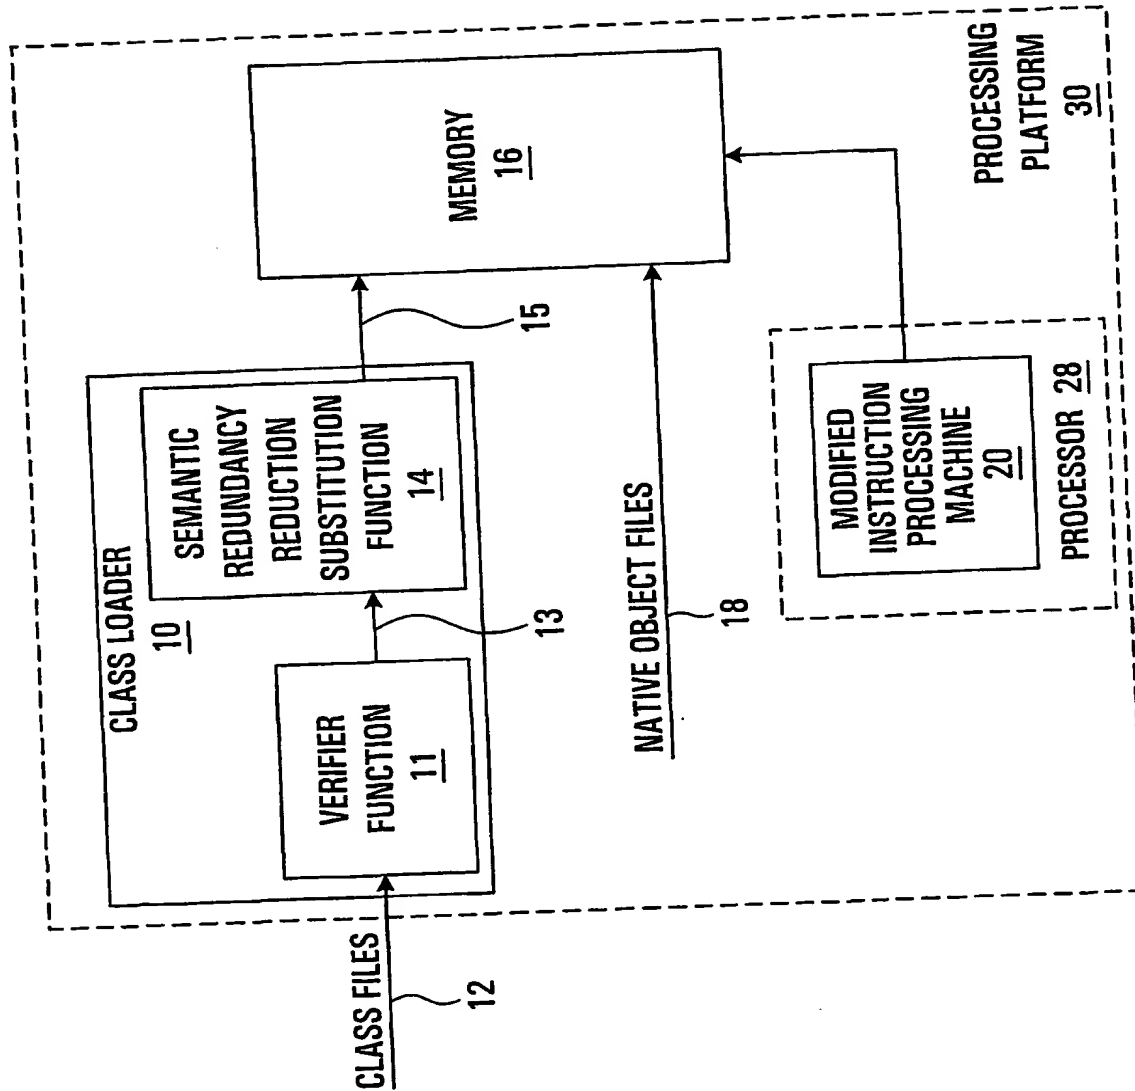 CLASS FILES
12
CLASS LOADER
10
VERIFIER
FUNCTION
11
13
SEMANTIC
REDUNDANCY
REDUCTION
SUBSTITUTION
FUNCTION
14
15
MEMORY
16
NATIVE OBJECT FILES
18
MODIFIED
INSTRUCTION
PROCESSING
MACHINE
20
PROCESSOR 28
PROCESSING
PLATFORM
30